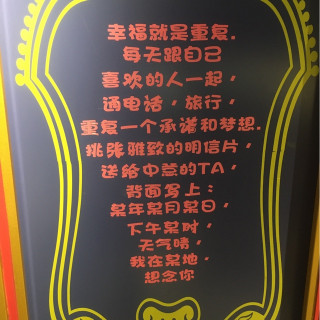 幸福就是重复.
每天跟自己
喜欢的人一起，
通电话，旅行，
重复一个承诺和梦想.
挑张雅致的明信片，
送给中意的TA，
背面写上：
某年某月某日，
下午某时，
天气晴，
我在某地，
想念你